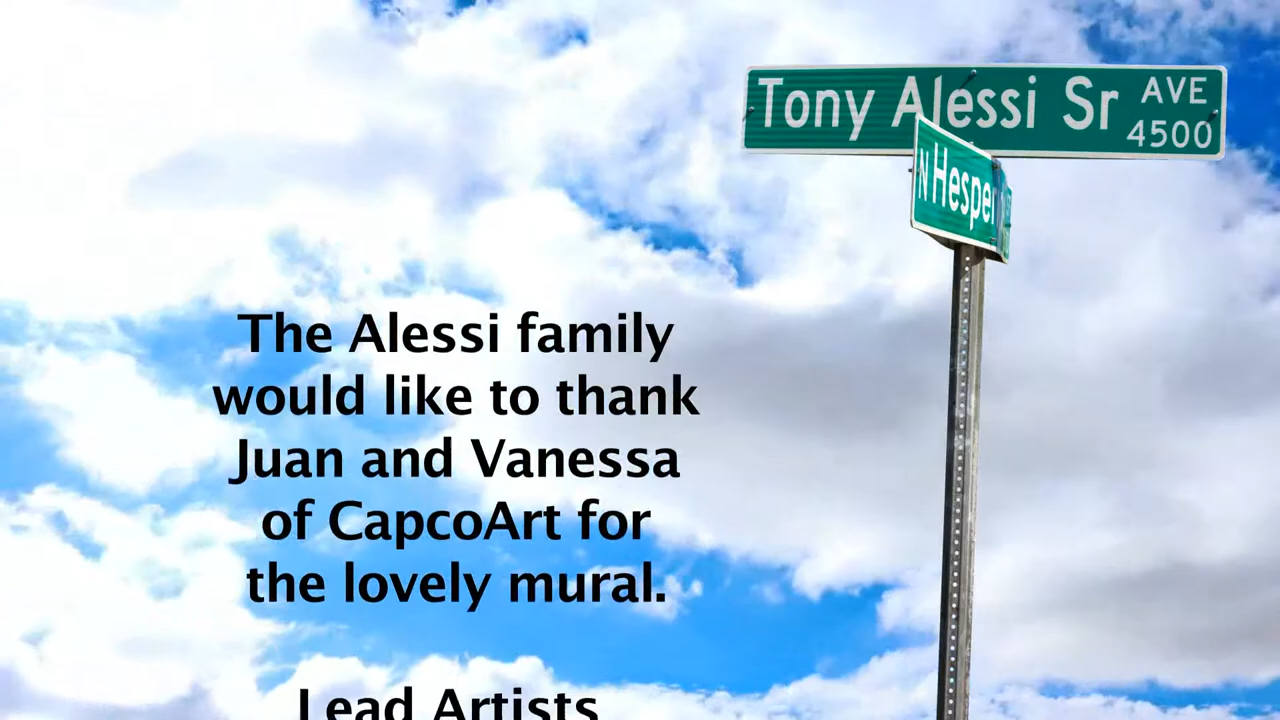 Tony Alessi Sr AVE
4500
N Hesper
The Alessi family
would like to thank
Juan and Vanessa
of CapcoArt for
the lovely mural.
Lead Artists